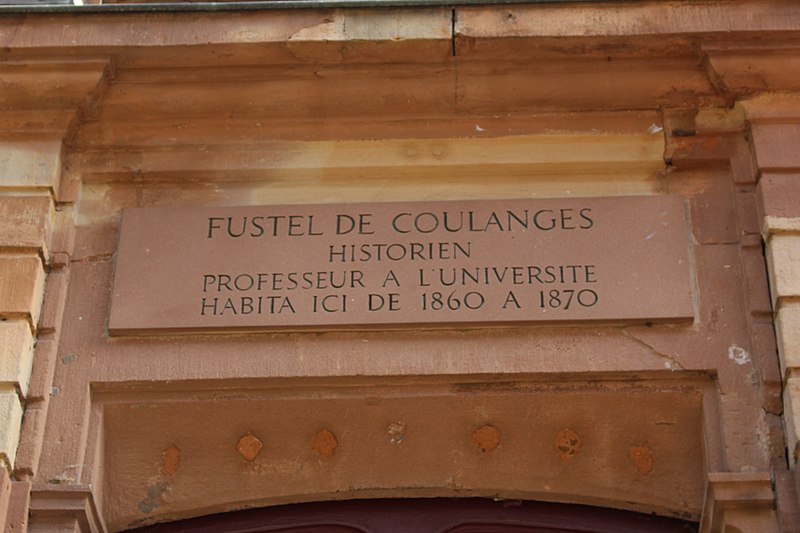 FUSTEL DE COULANGES
HISTORIEN
PROFESSEUR A L'UNIVERSITE
HABITA ICI DE 1860 A 1870